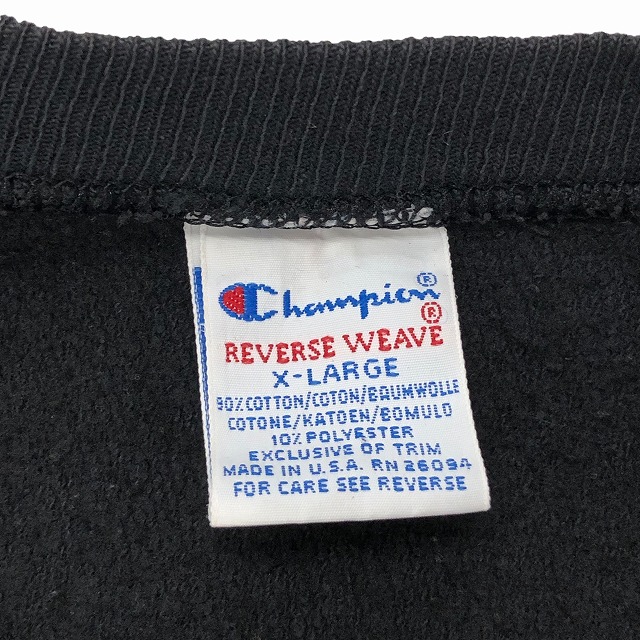 Champion®
REVERSE WEAVE®
X-LARGE
90% COTTON/COTON/BAUMWOLLE
COTONE/KATOEN/BOMULD
10% POLYESTER
EXCLUSIVE OF TRIM
MADE IN U.S.A. RN 26094
FOR CARE SEE REVERSE